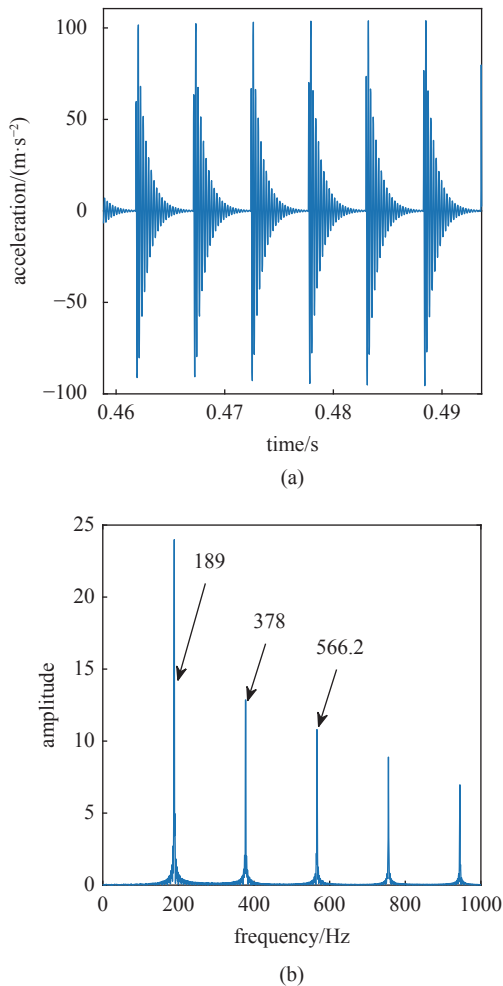 100
50
0
−50
−100
acceleration/(m·s⁻²)
0.46 0.47 0.48 0.49
time/s
(a)
25
20
15
10
5
0
amplitude
189
378
566.2
0 200 400 600 800 1000
frequency/Hz
(b)